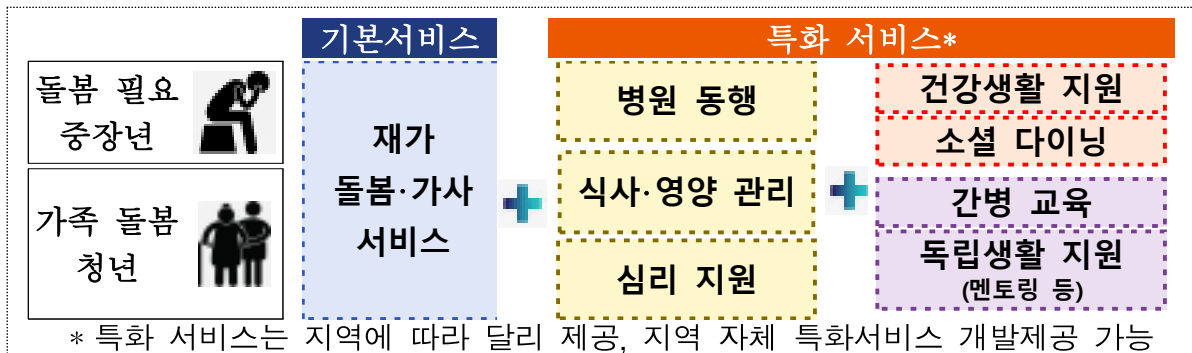 기본서비스
특화 서비스*
돌봄 필요
중장년
가족 돌봄
청년
재가
돌봄·가사
서비스
병원 동행
식사·영양 관리
심리 지원
건강생활 지원
소셜 다이닝
간병 교육
독립생활 지원
(멘토링 등)
* 특화 서비스는 지역에 따라 달리 제공, 지역 자체 특화서비스 개발제공 가능